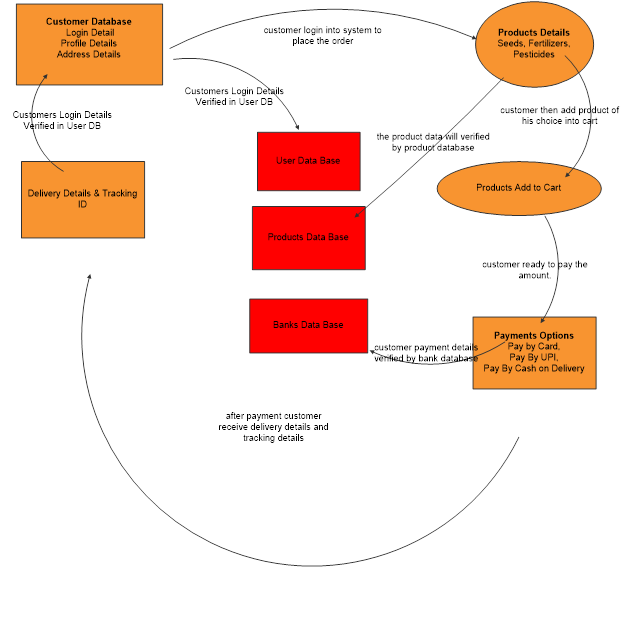 Customer Database
Login Detail
Profile Details
Address Details
customer login into system to
place the order
Products Details
Seeds, Fertilizers,
Pesticides
Customers Login Details
Verified in User DB
Customers Login Details
Verified in User DB
customer then add product of
his choice into cart
the product data will verified
by product database
User Data Base
Delivery Details & Tracking
ID
Products Add to Cart
Products Data Base
customer ready to pay the
amount.
Banks Data Base
Payments Options
Pay by Card,
Pay By UPI,
Pay By Cash on Delivery
customer payment details
verified by bank database
after payment customer
receive delivery details and
tracking details